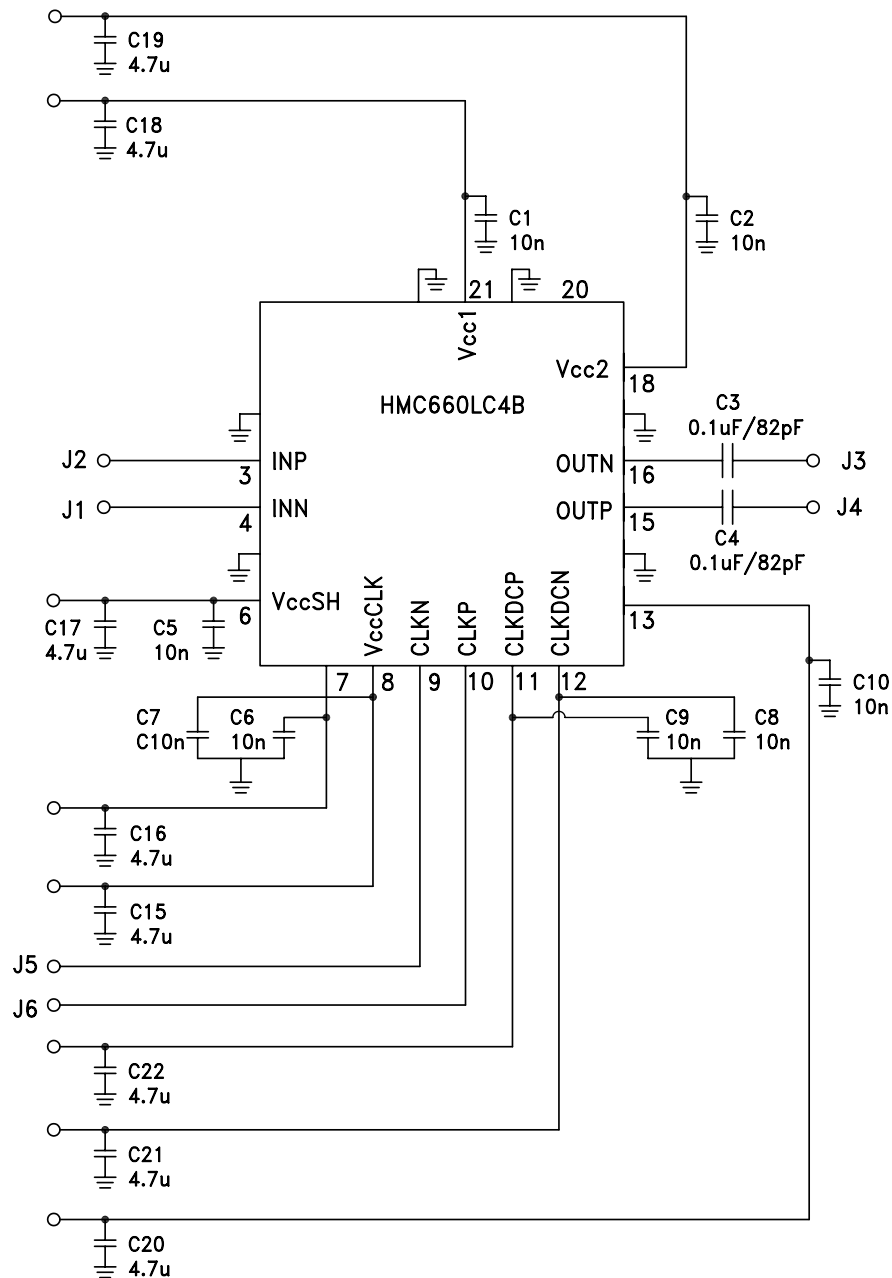 C19
4.7u
C18
4.7u
C1
10n
C2
10n
21
20
Vcc1
Vcc2
18
HMC660LC4B
C3
0.1uF/82pF
J2
INP
3
OUTN
16
J3
J1
INN
4
OUTP
15
J4
C4
0.1uF/82pF
VccSH
6
C17
4.7u
C5
10n
VccCLK
CLKN
CLKP
CLKDCP
CLKDCN
13
7
8
9
10
11
12
C10
10n
C7
C10n
C6
10n
C9
10n
C8
10n
C16
4.7u
C15
4.7u
J5
J6
C22
4.7u
C21
4.7u
C20
4.7u